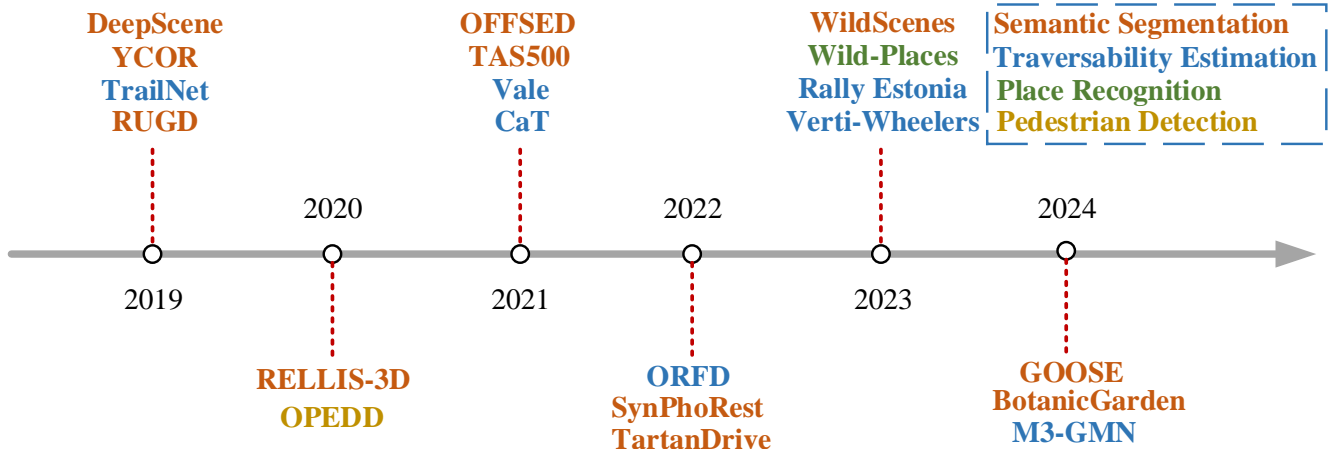 DeepScene
YCOR
TrailNet
RUGD
OFFSED
TAS500
Vale
CaT
WildScenes
Wild-Places
Rally Estonia
Verti-Wheelers
Semantic Segmentation
Traversability Estimation
Place Recognition
Pedestrian Detection
2020
2022
2024
2019
2021
2023
RELLIS-3D
OPEDD
ORFD
SynPhoRest
TartanDrive
GOOSE
BotanicGarden
M3-GMN